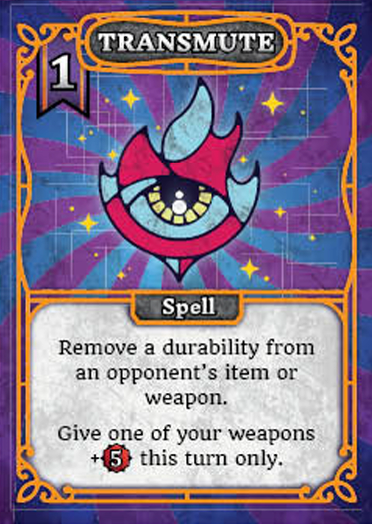 TRANSMUTE
1
Spell
Remove a durability from
an opponent's item or
weapon.
Give one of your weapons
+5 this turn only.